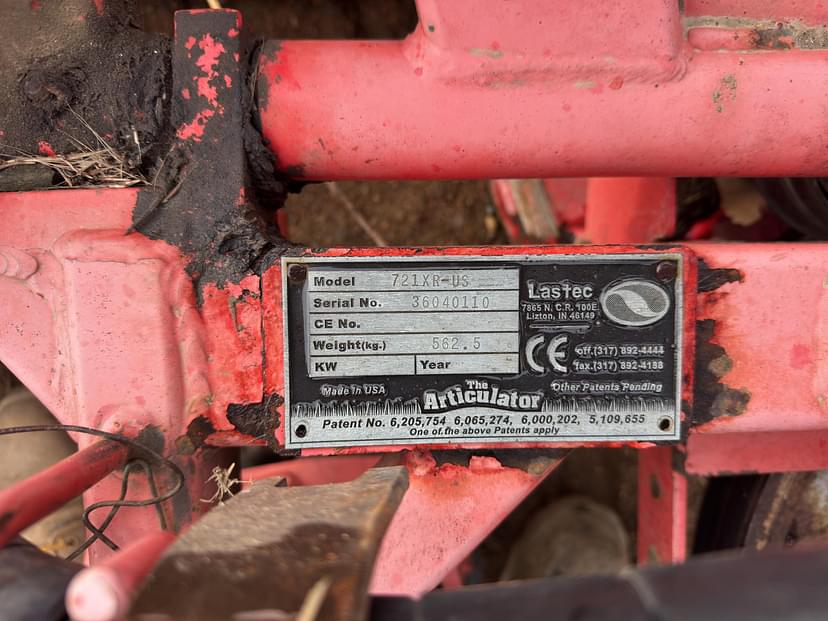 Model 721XR-US
Serial No. 36040110
CE No.
Weight(kg.) 562.5
KW Year
Lastec
7865 N. C.R. 100E
Lizton, IN 46149
CE
off.(317) 892-4444
fax.(317) 892-4188
Made in USA
The
Articulator
Other Patents Pending
Patent No. 6,205,754 6,065,274, 6,000,202, 5,109,655
One of the above Patents apply